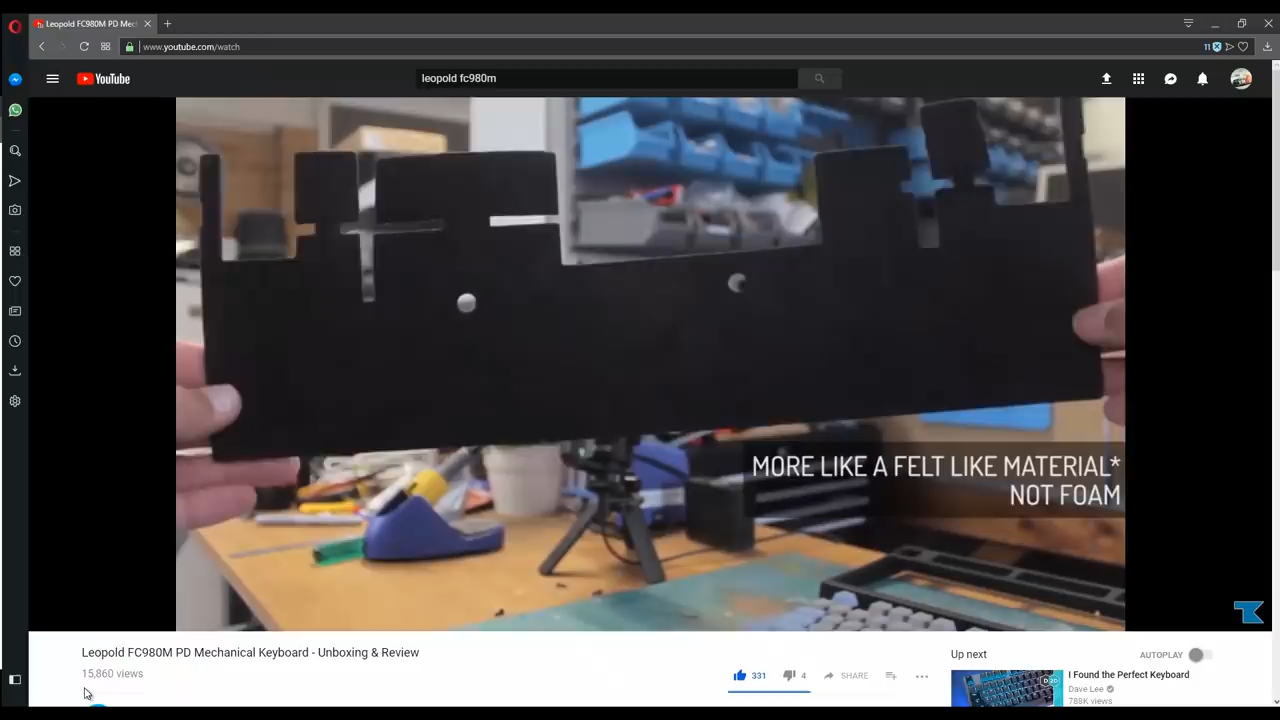 Leopold FC980M PD Mec
www.youtube.com/watch
11
YouTube
leopold fc980m
MORE LIKE A FELT LIKE MATERIAL*
NOT FOAM
Leopold FC980M PD Mechanical Keyboard - Unboxing & Review
15,860 views
331
4
SHARE
Up next
AUTOPLAY
I Found the Perfect Keyboard
Dave Lee
788K views